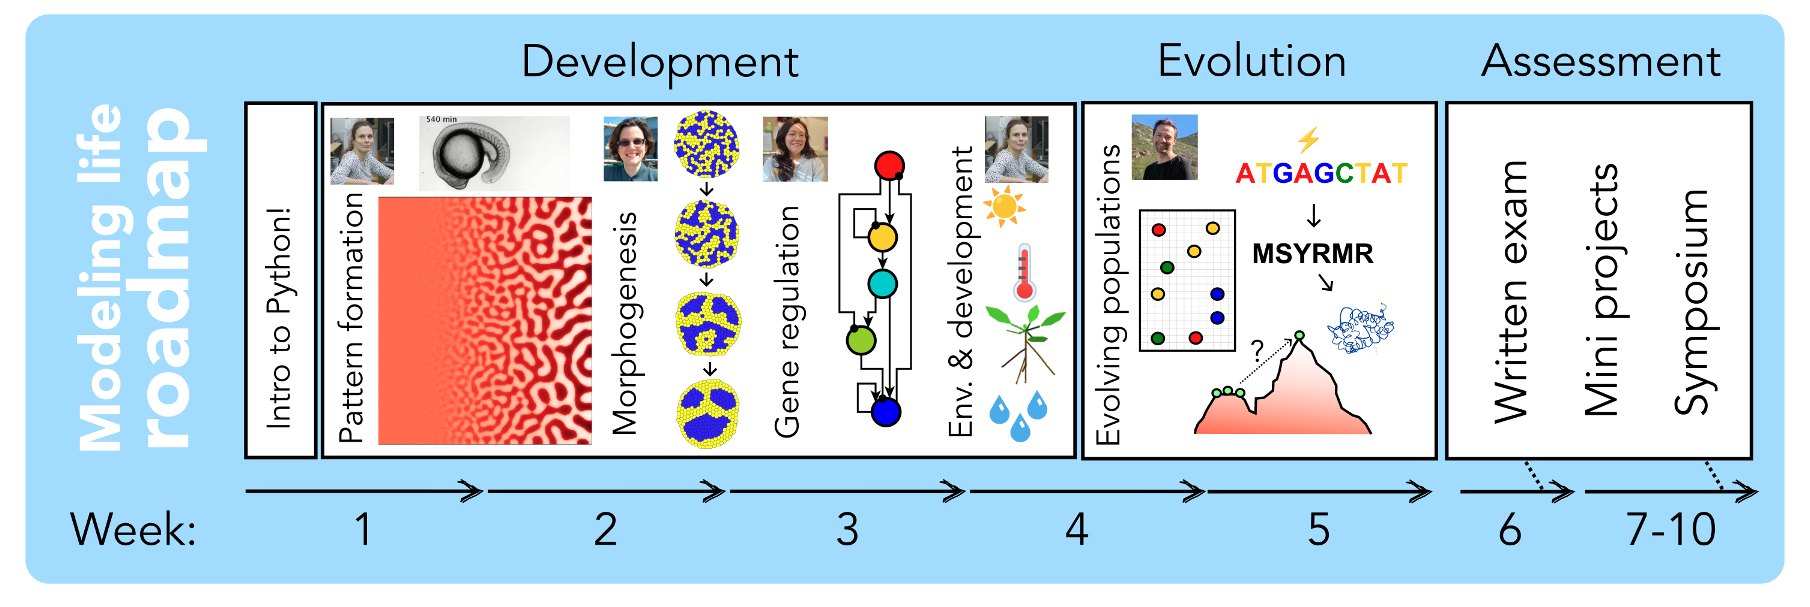 Modeling life
roadmap
Development
Evolution
Assessment
Intro to Python!
Pattern formation
540 min
Morphogenesis
Gene regulation
Env. & development
Evolving populations
ATGAGCTAT
MSYRMR
?
Written exam
Mini projects
Symposium
Week:
1
2
3
4
5
6
7-10